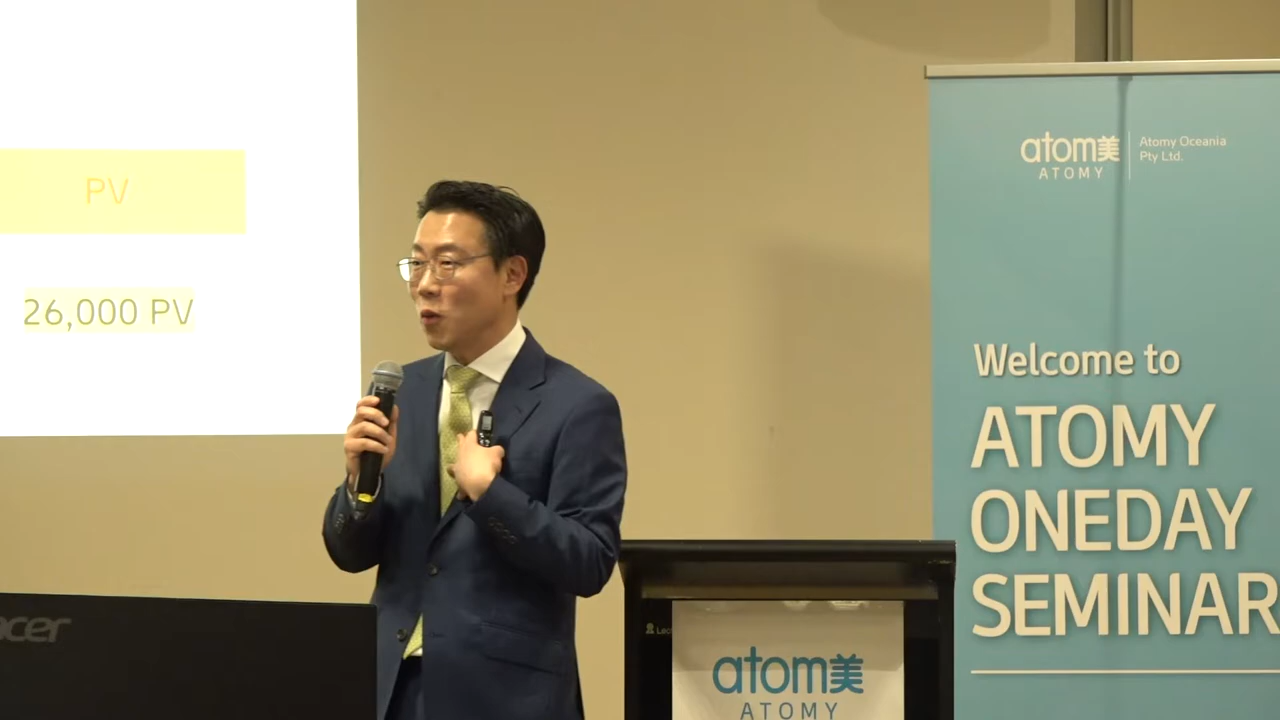 PV
26,000 PV
acer
atom美
ATOMY
Atomy Oceania
Pty Ltd.
Welcome to
ATOMY
ONEDAY
SEMINAR
atom美
ATOMY